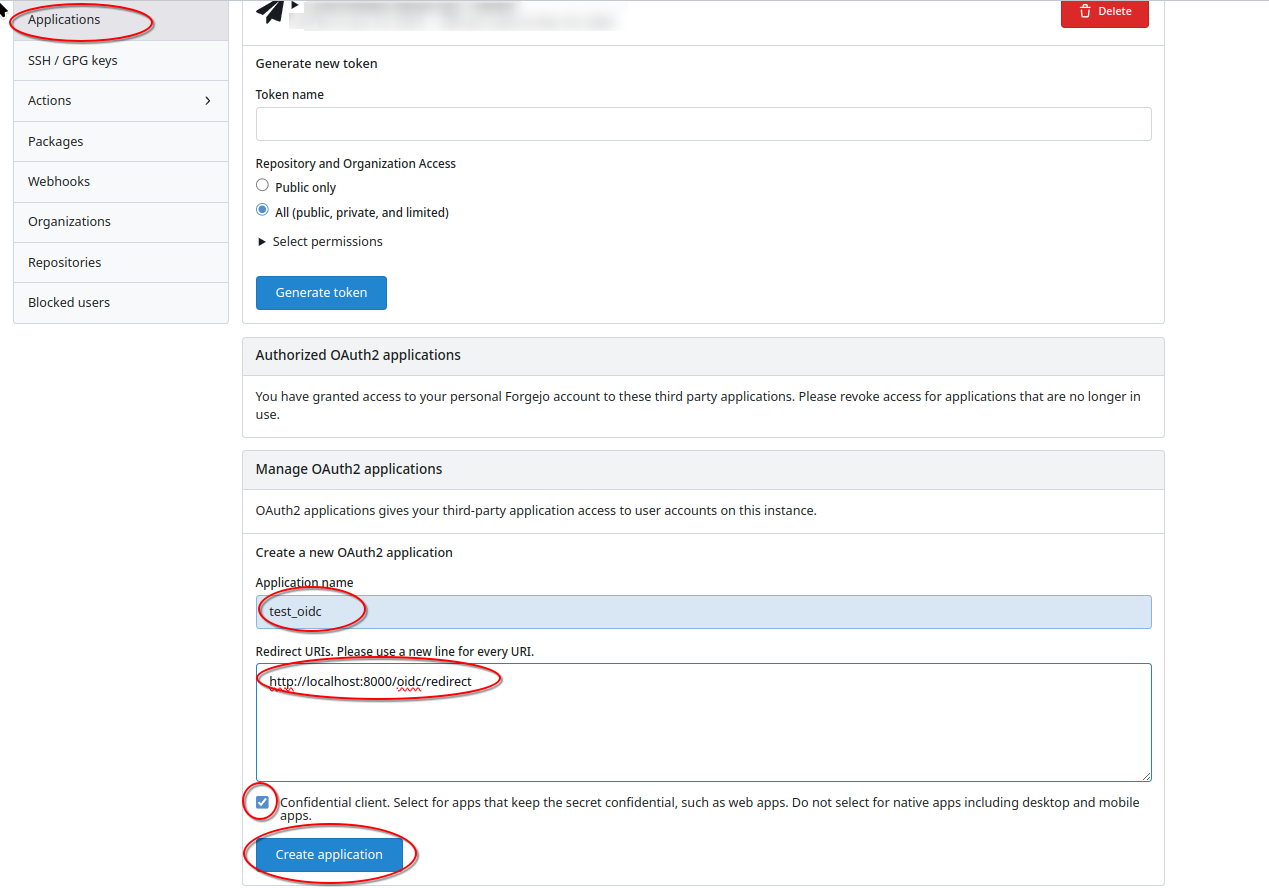 Applications
SSH / GPG keys
Actions
Packages
Webhooks
Organizations
Repositories
Blocked users
Delete
Generate new token
Token name
Repository and Organization Access
Public only
All (public, private, and limited)
Select permissions
Generate token
Authorized OAuth2 applications
You have granted access to your personal Forgejo account to these third party applications. Please revoke access for applications that are no longer in
use.
Manage OAuth2 applications
OAuth2 applications gives your third-party application access to user accounts on this instance.
Create a new OAuth2 application
Application name
test_oidc
Redirect URIs. Please use a new line for every URI.
http://localhost:8000/oidc/redirect
Confidential client. Select for apps that keep the secret confidential, such as web apps. Do not select for native apps including desktop and mobile
apps.
Create application